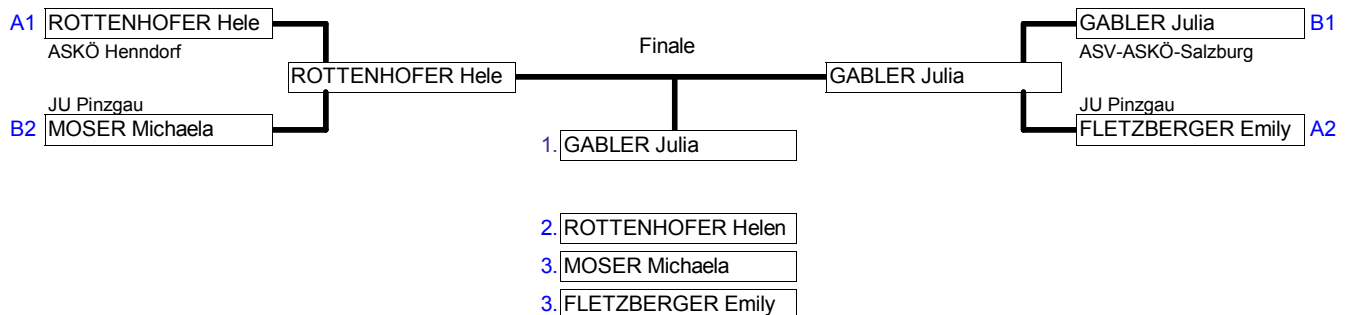 A1 ROTTENHOFER Hele
ASKÖ Henndorf
JU Pinzgau
B2 MOSER Michaela
ROTTENHOFER Hele
Finale
GABLER Julia
GABLER Julia B1
ASV-ASKÖ-Salzburg
JU Pinzgau
FLETZBERGER Emily A2
1. GABLER Julia
2. ROTTENHOFER Helen
3. MOSER Michaela
3. FLETZBERGER Emily